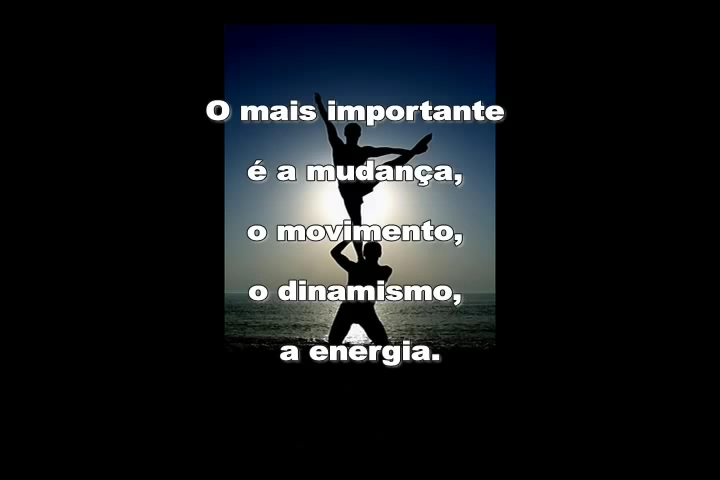 O mais importante
é a mudança,
o movimento,
o dinamismo,
a energia.